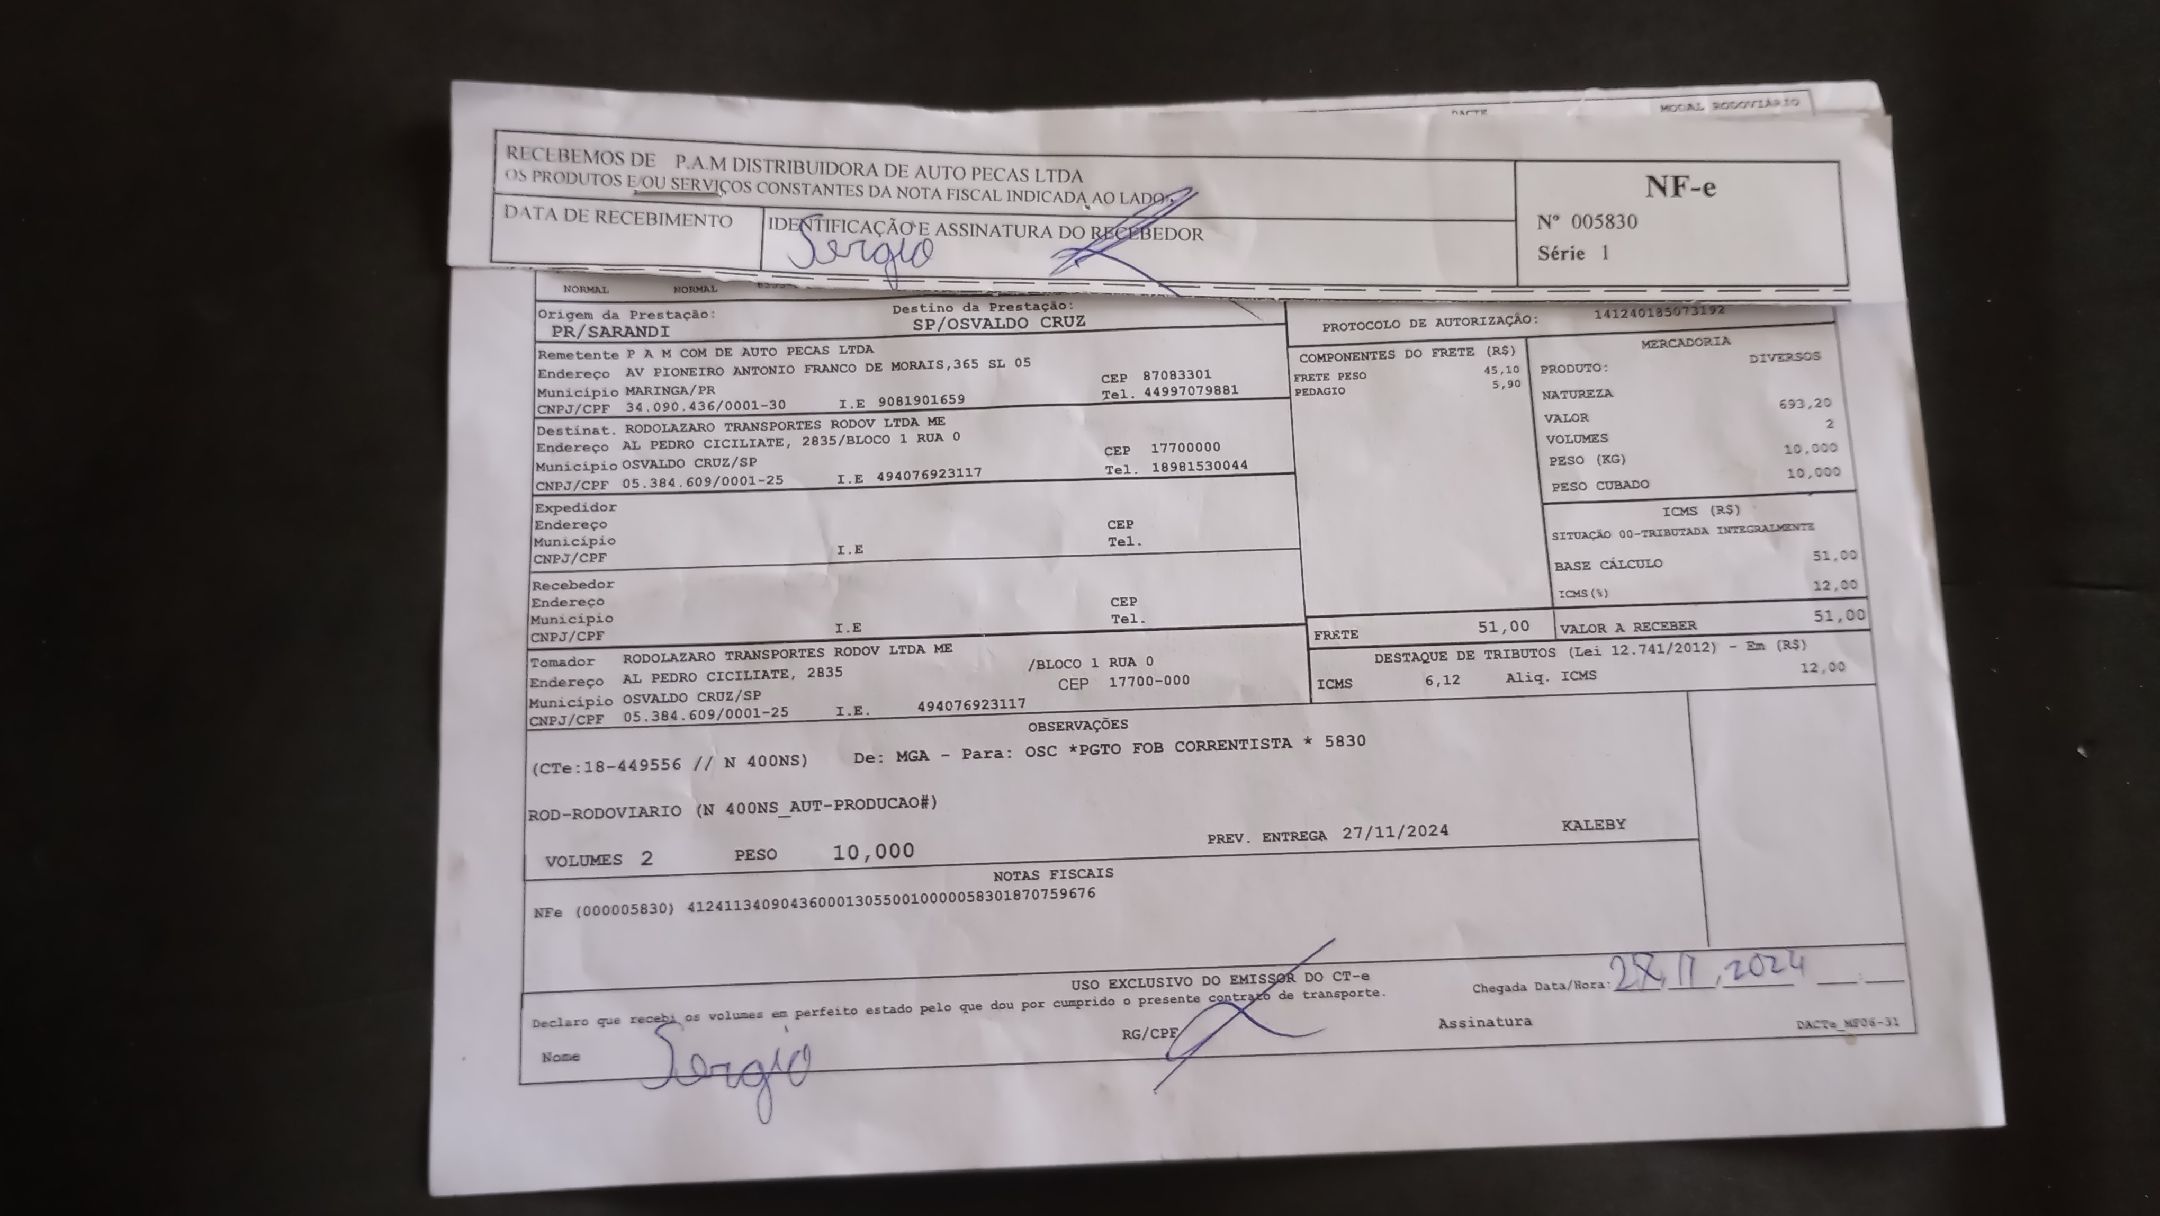 DACTE MODAL RODOVIÁRIO
RECEBEMOS DE P.A.M DISTRIBUIDORA DE AUTO PECAS LTDA
OS PRODUTOS E/OU SERVIÇOS CONSTANTES DA NOTA FISCAL INDICADA AO LADO
DATA DE RECEBIMENTO
IDENTIFICAÇÃO E ASSINATURA DO RECEBEDOR
Sergio
NF-e
Nº 005830
Série 1
NORMAL NORMAL
Origem da Prestação:
PR/SARANDI
Destino da Prestação:
SP/OSVALDO CRUZ
PROTOCOLO DE AUTORIZAÇÃO: 141240185073192
Remetente P A M COM DE AUTO PECAS LTDA
Endereço AV PIONEIRO ANTONIO FRANCO DE MORAIS,365 SL 05
Município MARINGA/PR
CEP 87083301
CNPJ/CPF 34.090.436/0001-30 I.E 9081901659
Tel. 44997079881
Destinat. RODOLAZARO TRANSPORTES RODOV LTDA ME
Endereço AL PEDRO CICILIATE, 2835/BLOCO 1 RUA 0
Município OSVALDO CRUZ/SP
CEP 17700000
CNPJ/CPF 05.384.609/0001-25 I.E 494076923117
Tel. 18981530044
Expedidor
Endereço CEP
Município Tel.
CNPJ/CPF I.E
Recebedor
Endereço CEP
Município Tel.
CNPJ/CPF I.E
Tomador RODOLAZARO TRANSPORTES RODOV LTDA ME
Endereço AL PEDRO CICILIATE, 2835 /BLOCO 1 RUA 0
Município OSVALDO CRUZ/SP CEP 17700-000
CNPJ/CPF 05.384.609/0001-25 I.E. 494076923117
COMPONENTES DO FRETE (R$)
FRETE PESO 45,10
PEDAGIO 5,90
MERCADORIA
PRODUTO: DIVERSOS
NATUREZA
VALOR 693,20
VOLUMES 2
PESO (KG) 10,000
PESO CUBADO 10,000
ICMS (R$)
SITUAÇÃO 00-TRIBUTADA INTEGRALMENTE
BASE CÁLCULO 51,00
ICMS(%) 12,00
FRETE 51,00
VALOR A RECEBER 51,00
DESTAQUE DE TRIBUTOS (Lei 12.741/2012) - Em (R$)
ICMS 6,12 Aliq. ICMS 12,00
OBSERVAÇÕES
(CTe:18-449556 // N 400NS) De: MGA - Para: OSC *PGTO FOB CORRENTISTA * 5830
ROD-RODOVIARIO (N 400NS_AUT-PRODUCAO#)
VOLUMES 2 PESO 10,000 PREV. ENTREGA 27/11/2024 KALEBY
NOTAS FISCAIS
NFe (000005830) 41241134090436000130550010000058301870759676
USO EXCLUSIVO DO EMISSOR DO CT-e
Declaro que recebi os volumes em perfeito estado pelo que dou por cumprido o presente contrato de transporte.
Chegada Data/Hora: 28/11/2024
Nome Sergio RG/CPF Assinatura DACTe_MF06-31